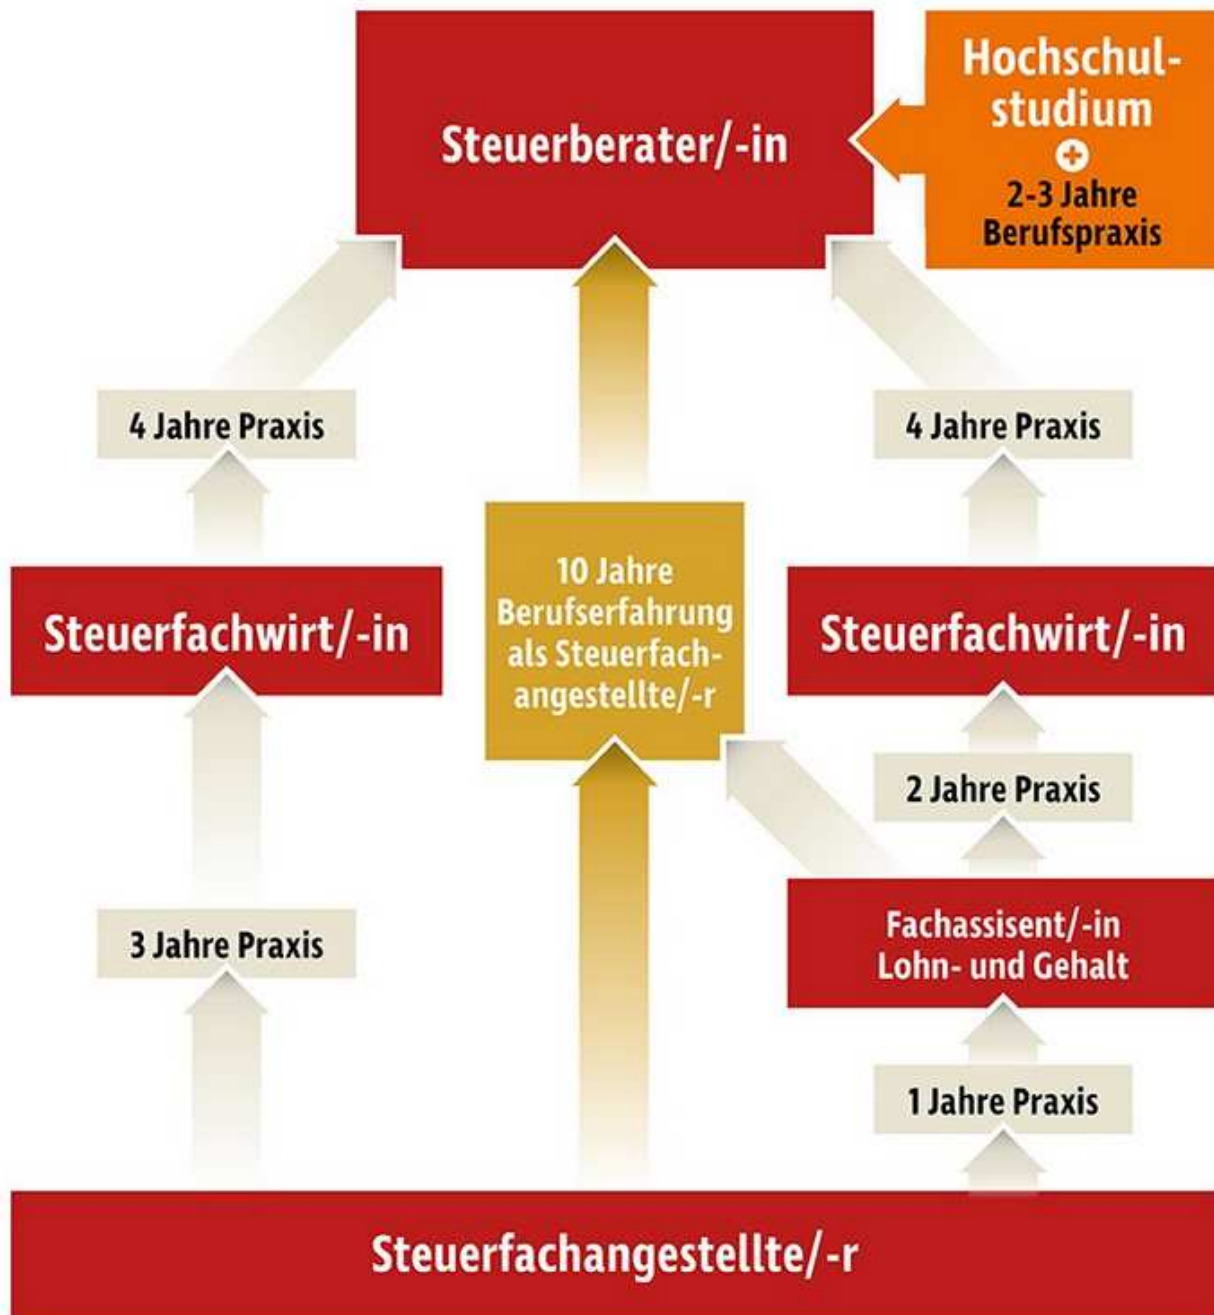 Steuerberater/-in
Hochschul-
studium
+
2-3 Jahre
Berufspraxis
4 Jahre Praxis
4 Jahre Praxis
Steuerfachwirt/-in
10 Jahre
Berufserfahrung
als Steuerfach-
angestellte/-r
Steuerfachwirt/-in
2 Jahre Praxis
3 Jahre Praxis
Fachassisent/-in
Lohn- und Gehalt
1 Jahre Praxis
Steuerfachangestellte/-r